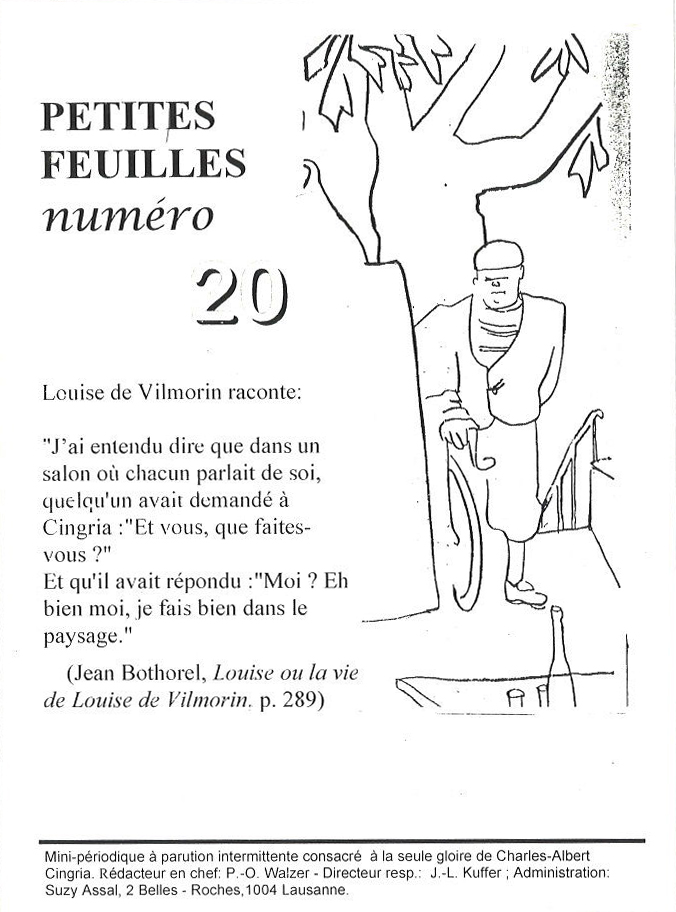 PETITES
FEUILLES
numéro
20
Louise de Vilmorin raconte:
"J'ai entendu dire que dans un
salon où chacun parlait de soi,
quelqu'un avait demandé à
Cingria :"Et vous, que faites-
vous ?"
Et qu'il avait répondu :"Moi ? Eh
bien moi, je fais bien dans le
paysage."
(Jean Bothorel, Louise ou la vie
de Louise de Vilmorin. p. 289)
Mini-périodique à parution intermittente consacré à la seule gloire de Charles-Albert
Cingria. Rédacteur en chef: P.-O. Walzer - Directeur resp.: J.-L. Kuffer ; Administration:
Suzy Assal, 2 Belles - Roches,1004 Lausanne.